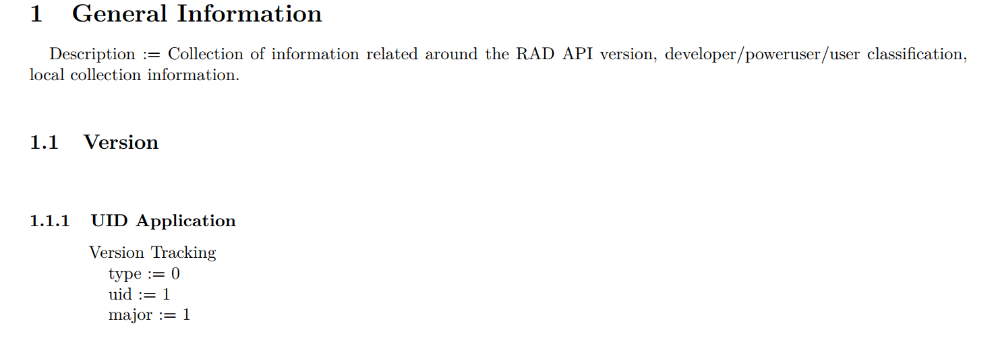 1 General Information
Description := Collection of information related around the RAD API version, developer/poweruser/user classification,
local collection information.
1.1 Version
1.1.1 UID Application
Version Tracking
type := 0
uid := 1
major := 1